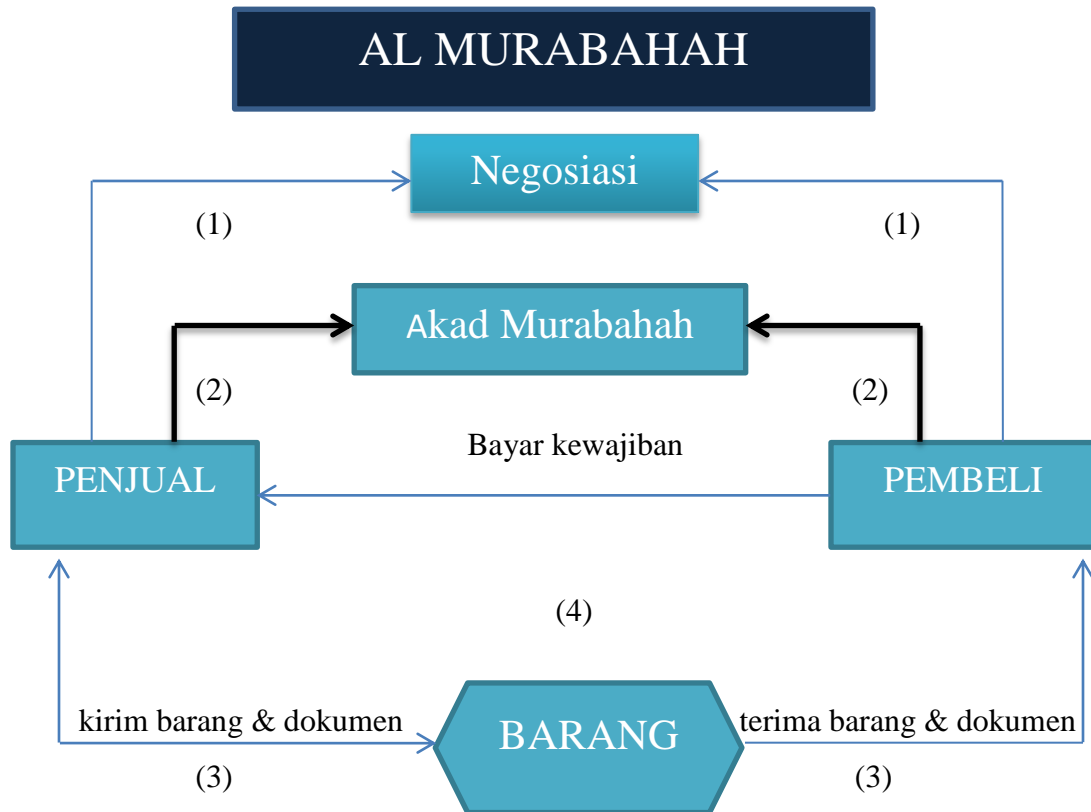 AL MURABAHAH
Negosiasi
(1)
(1)
Akad Murabahah
(2)
(2)
Bayar kewajiban
PENJUAL
PEMBELI
(4)
kirim barang & dokumen
BARANG
terima barang & dokumen
(3)
(3)